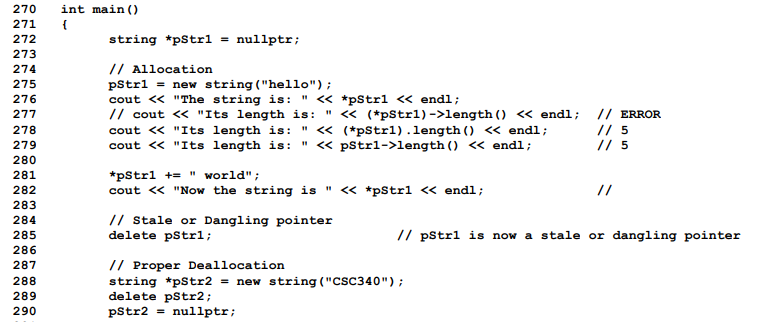 270 int main()
271 {
272 string *pStr1 = nullptr;
273
274 // Allocation
275 pStr1 = new string("hello");
276 cout << "The string is: " << *pStr1 << endl;
277 // cout << "Its length is: " << (*pStr1)->length() << endl; // ERROR
278 cout << "Its length is: " << (*pStr1).length() << endl; // 5
279 cout << "Its length is: " << pStr1->length() << endl; // 5
280
281 *pStr1 += " world";
282 cout << "Now the string is " << *pStr1 << endl; //
283
284 // Stale or Dangling pointer
285 delete pStr1; // pStr1 is now a stale or dangling pointer
286
287 // Proper Deallocation
288 string *pStr2 = new string("CSC340");
289 delete pStr2;
290 pStr2 = nullptr;